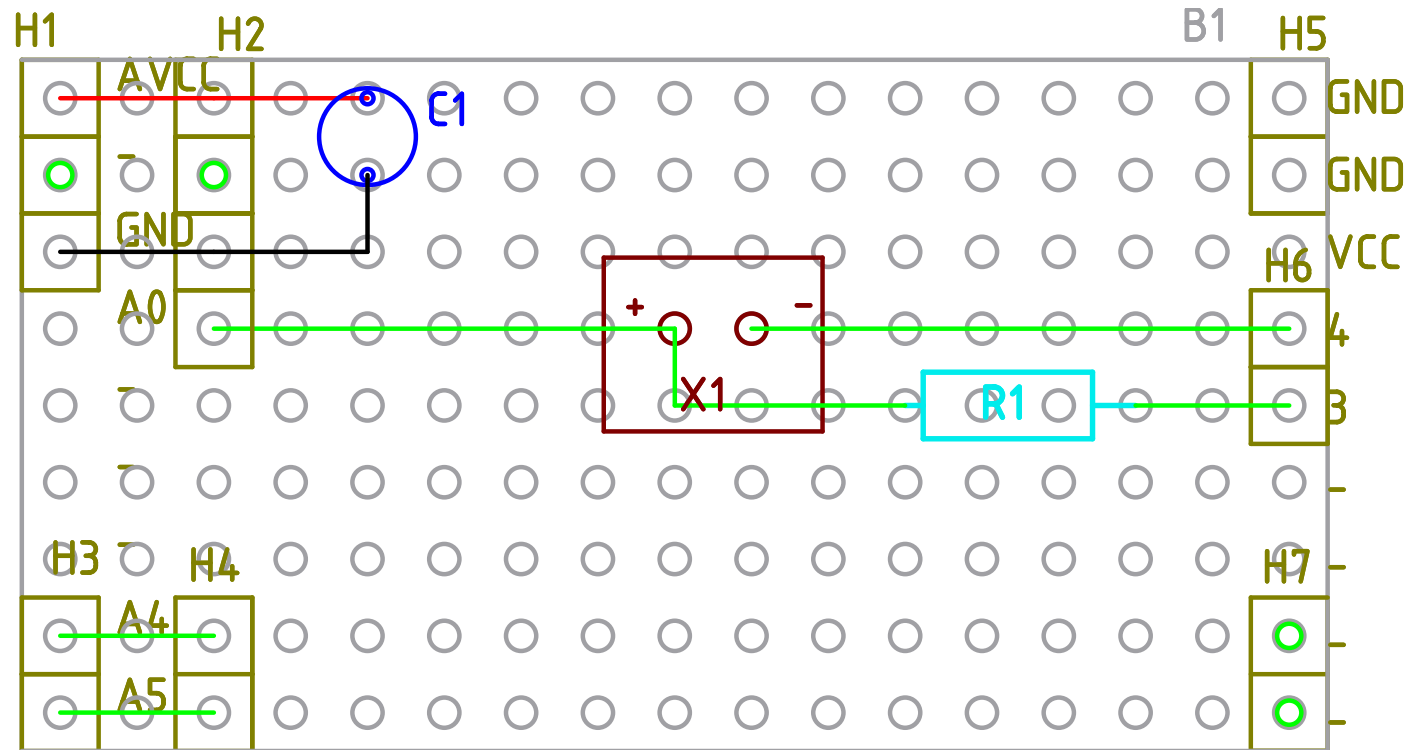 H1
H2
B1
H5
AVCC
C1
GND
-
GND
GND
VCC
H6
A0
+ -
4
-
X1
R1
3
-
-
-
H3
H4
-
H7
A4
-
A5
-